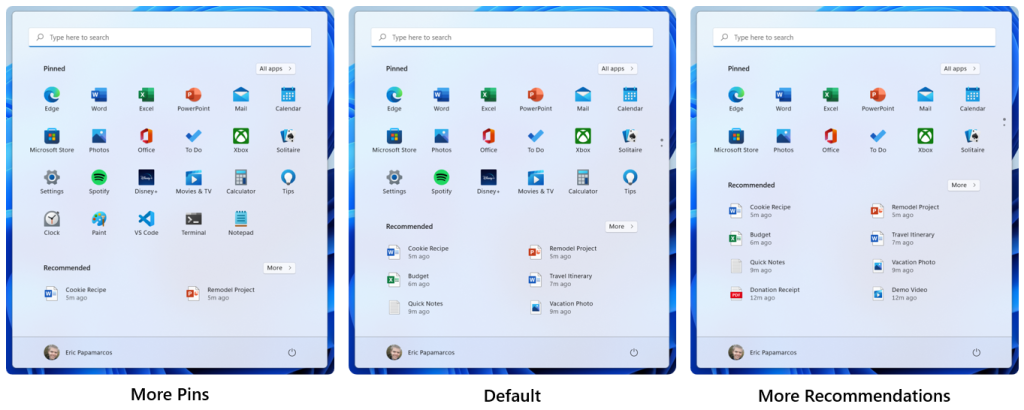 Type here to search
Pinned
All apps >
Edge Word Excel PowerPoint Mail Calendar
Microsoft Store Photos Office To Do Xbox Solitaire
Settings Spotify Disney+ Movies & TV Calculator Tips
Clock Paint VS Code Terminal Notepad
Recommended
More >
Cookie Recipe
5m ago
Remodel Project
5m ago
Eric Papamarcos
More Pins
Type here to search
Pinned
All apps >
Edge Word Excel PowerPoint Mail Calendar
Microsoft Store Photos Office To Do Xbox Solitaire
Settings Spotify Disney+ Movies & TV Calculator Tips
Recommended
More >
Cookie Recipe
5m ago
Remodel Project
5m ago
Budget
6m ago
Travel Itinerary
7m ago
Quick Notes
9m ago
Vacation Photo
9m ago
Eric Papamarcos
Default
Type here to search
Pinned
All apps >
Edge Word Excel PowerPoint Mail Calendar
Microsoft Store Photos Office To Do Xbox Solitaire
Recommended
More >
Cookie Recipe
5m ago
Remodel Project
5m ago
Budget
6m ago
Travel Itinerary
7m ago
Quick Notes
9m ago
Vacation Photo
9m ago
PDF
Donation Receipt
12m ago
Demo Video
12m ago
Eric Papamarcos
More Recommendations